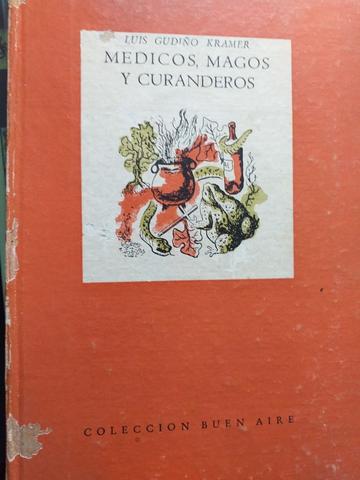 LUIS GUDIÑO KRAMER
MEDICOS, MAGOS
Y CURANDEROS
COLECCION BUEN AIRE